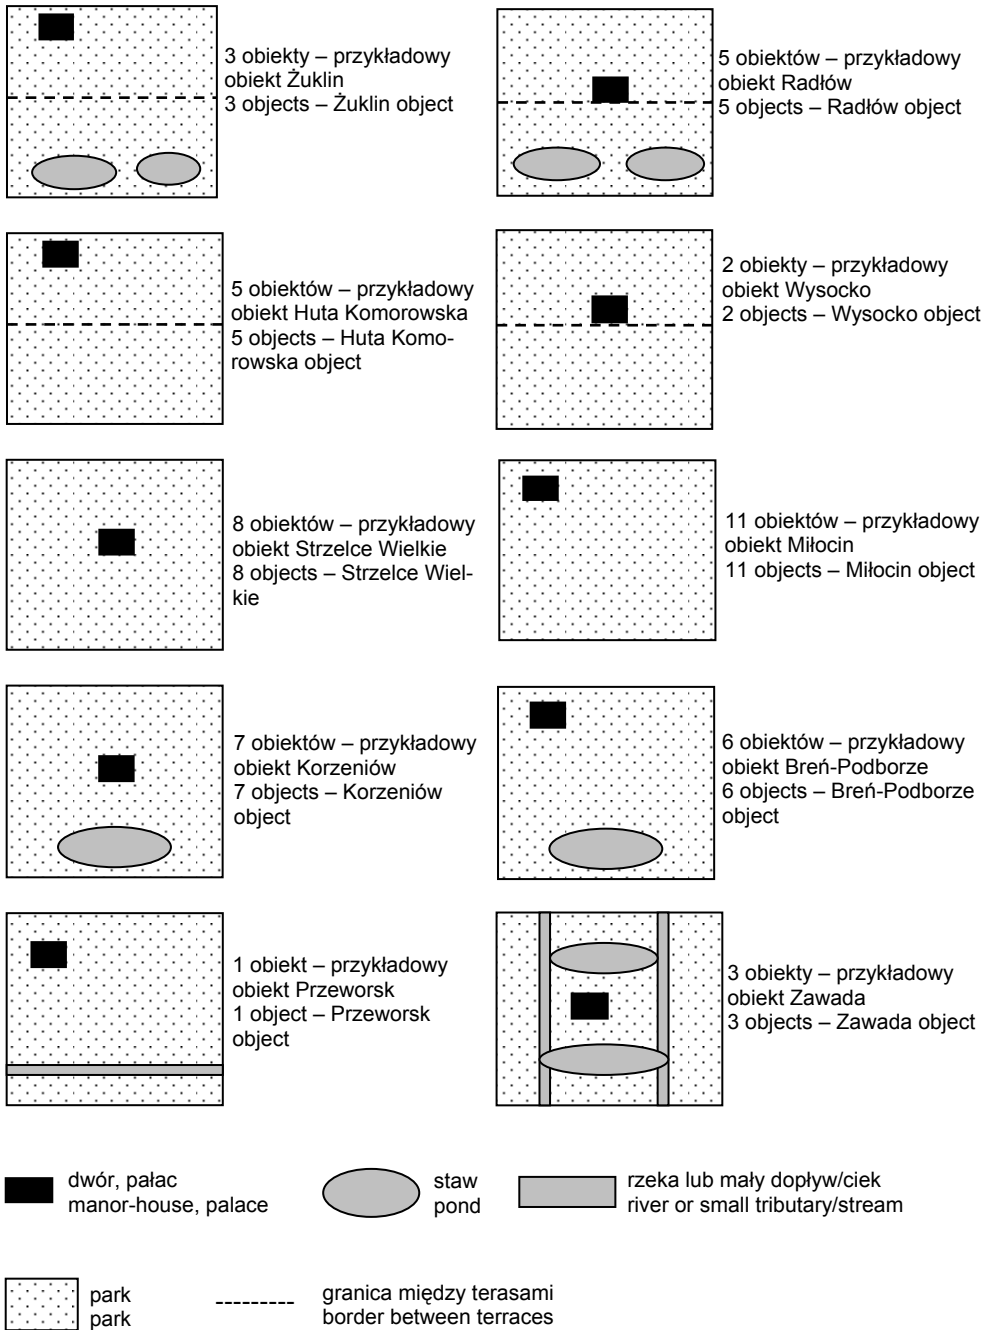 3 obiekty – przykładowy
obiekt Żuklin
3 objects – Żuklin object
5 obiektów – przykładowy
obiekt Radłów
5 objects – Radłów object
5 obiektów – przykładowy
obiekt Huta Komorowska
5 objects – Huta Komo-
rowska object
2 obiekty – przykładowy
obiekt Wysocko
2 objects – Wysocko object
8 obiektów – przykładowy
obiekt Strzelce Wielkie
8 objects – Strzelce Wiel-
kie
11 obiektów – przykładowy
obiekt Miłocin
11 objects – Miłocin object
7 obiektów – przykładowy
obiekt Korzeniów
7 objects – Korzeniów
object
6 obiektów – przykładowy
obiekt Breń-Podborze
6 objects – Breń-Podborze
object
1 obiekt – przykładowy
obiekt Przeworsk
1 object – Przeworsk
object
3 obiekty – przykładowy
obiekt Zawada
3 objects – Zawada object
dwór, pałac
manor-house, palace
staw
pond
rzeka lub mały dopływ/ciek
river or small tributary/stream
park
park
granica między terasami
border between terraces